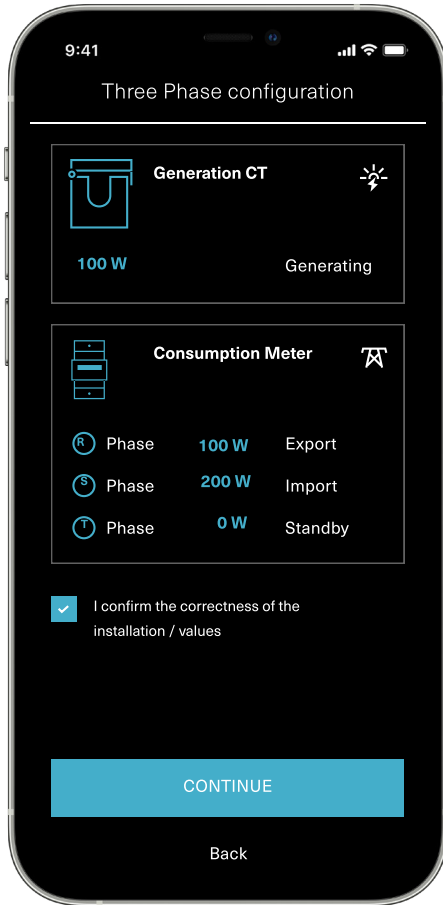 9:41
Three Phase configuration
Generation CT
100 W Generating
Consumption Meter
R Phase 100 W Export
S Phase 200 W Import
T Phase 0 W Standby
I confirm the correctness of the
installation / values
CONTINUE
Back